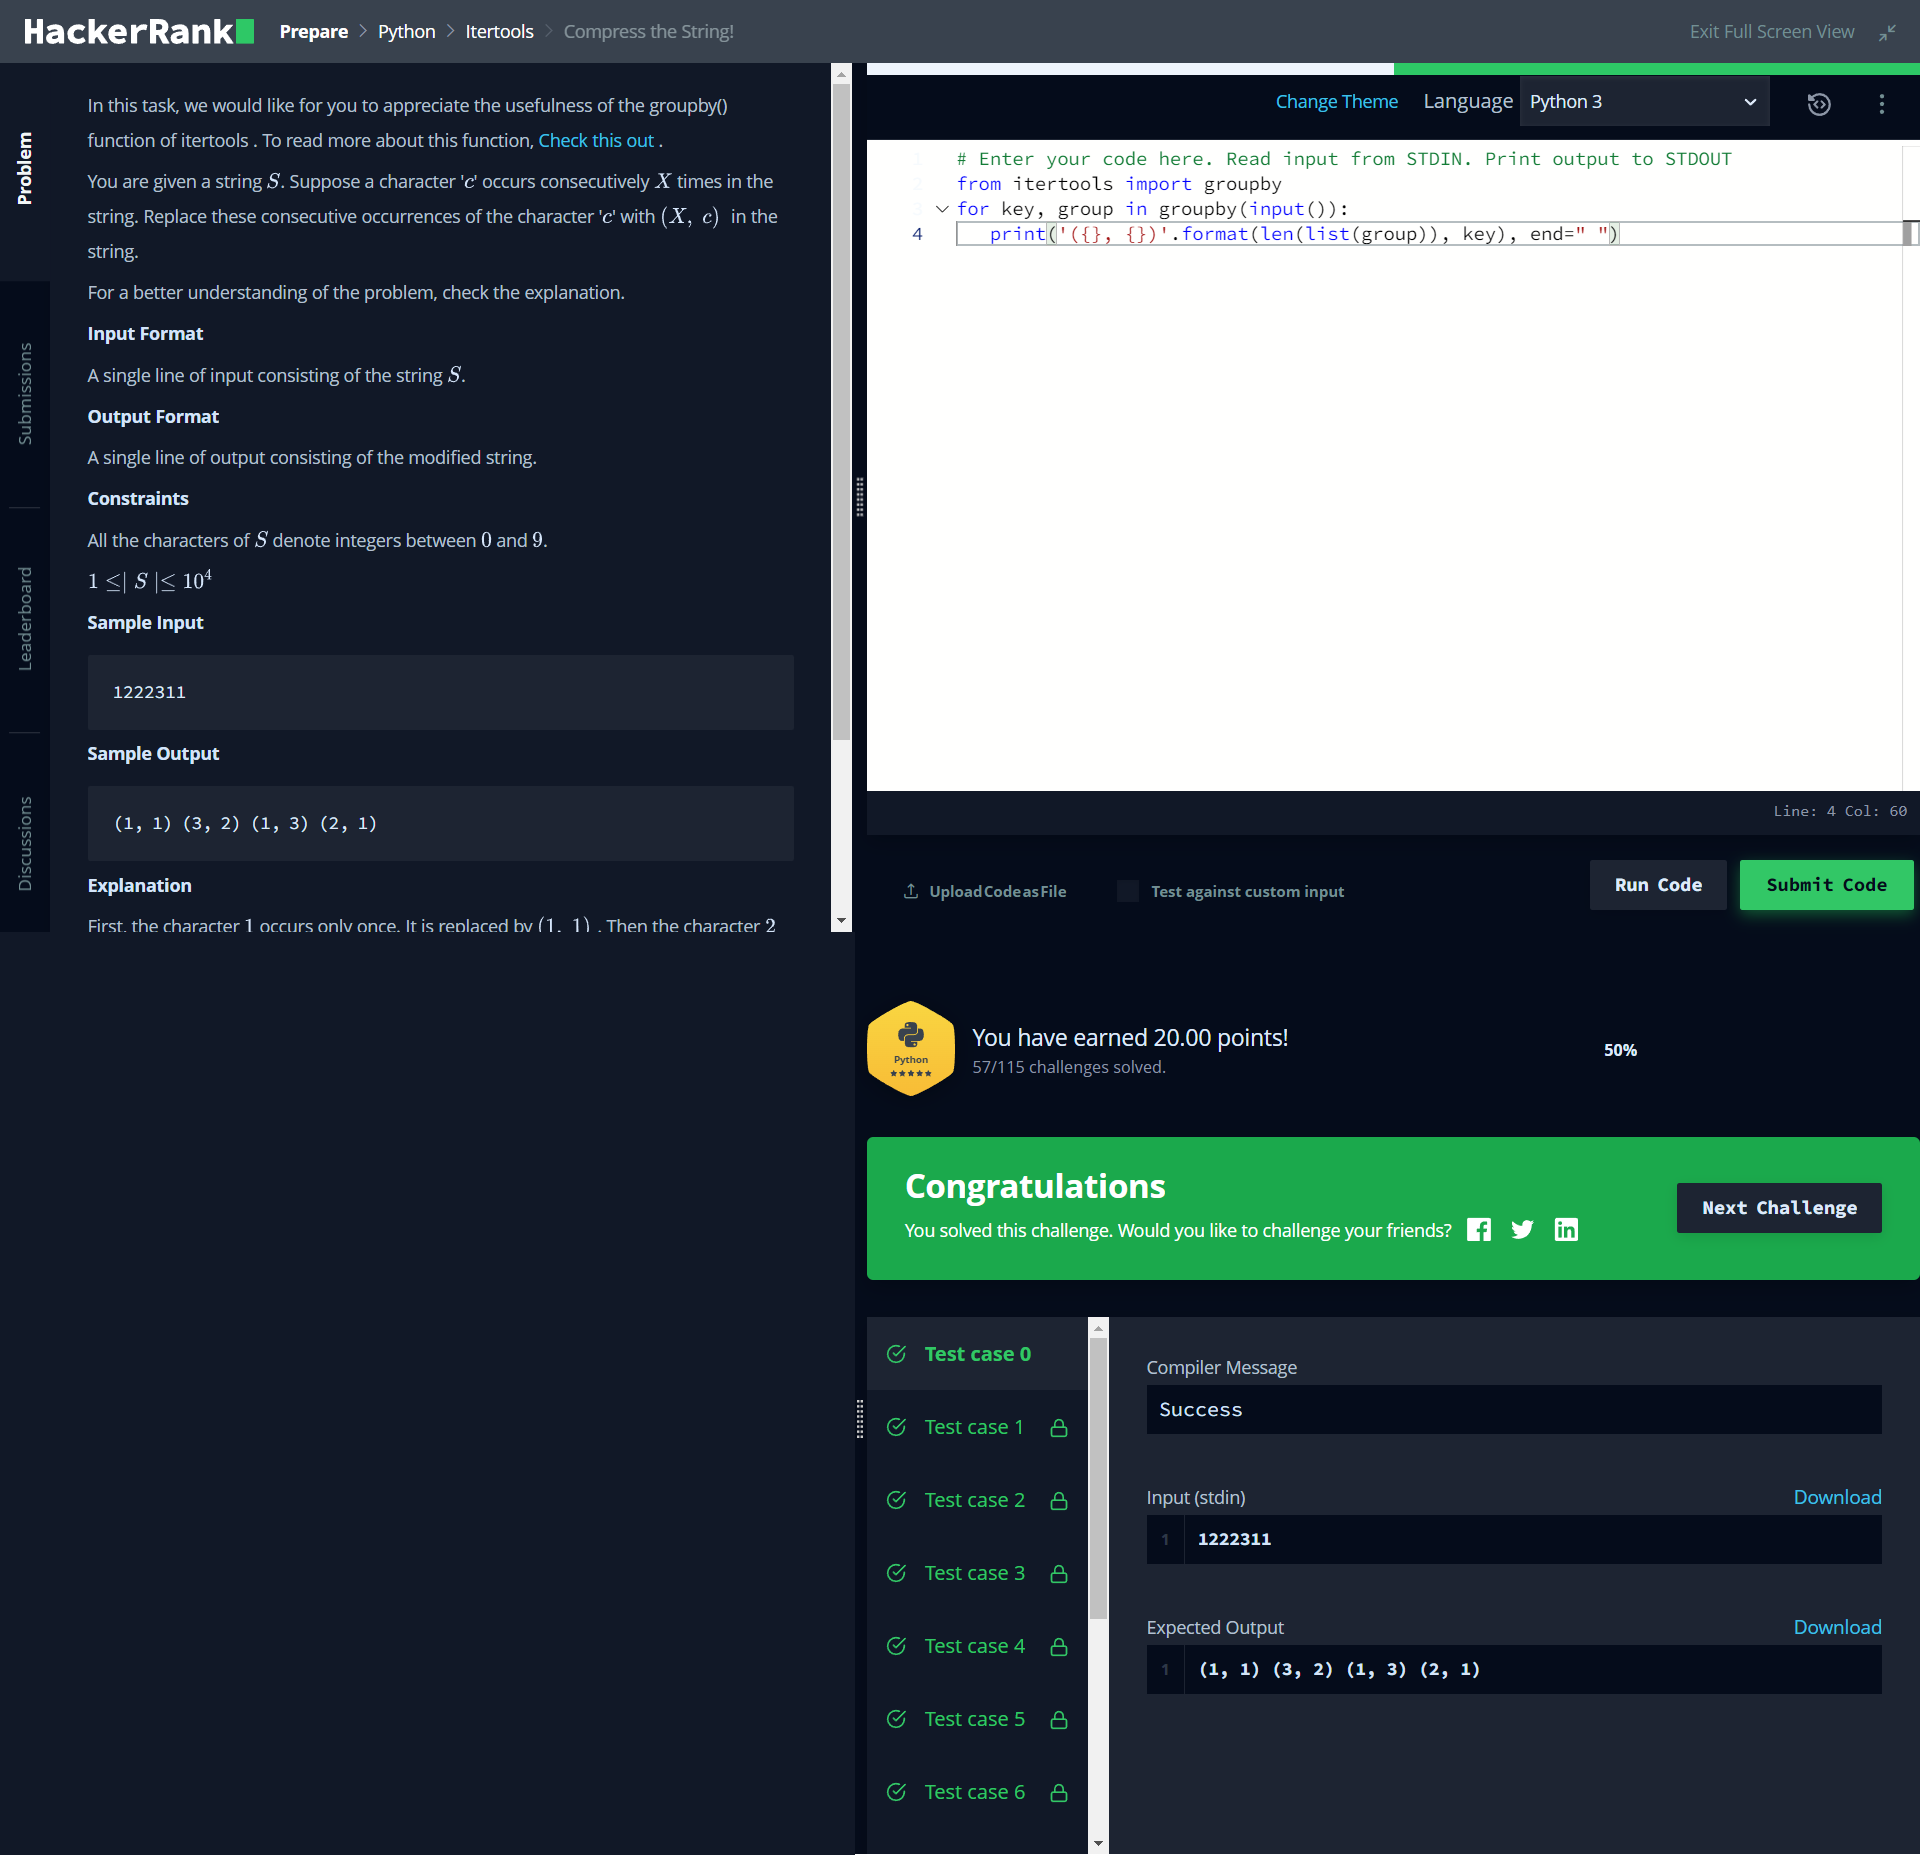 HackerRank
Prepare > Python > Itertools > Compress the String!
Exit Full Screen View
Problem
Submissions
Leaderboard
Discussions
In this task, we would like for you to appreciate the usefulness of the groupby()
function of itertools . To read more about this function, Check this out .
You are given a string S. Suppose a character 'c' occurs consecutively X times in the
string. Replace these consecutive occurrences of the character 'c' with (X, c) in the
string.
For a better understanding of the problem, check the explanation.
Input Format
A single line of input consisting of the string S.
Output Format
A single line of output consisting of the modified string.
Constraints
All the characters of S denote integers between 0 and 9.
1 ≤| S |≤ 10⁴
Sample Input
1222311
Sample Output
(1, 1) (3, 2) (1, 3) (2, 1)
Explanation
First, the character 1 occurs only once. It is replaced by (1, 1) . Then the character 2
Change Theme Language Python 3
1 # Enter your code here. Read input from STDIN. Print output to STDOUT
2 from itertools import groupby
3 for key, group in groupby(input()):
4 print('({}, {})'.format(len(list(group)), key), end=" ")
Line: 4 Col: 60
Upload Code as File
Test against custom input
Run Code
Submit Code
Python
You have earned 20.00 points!
57/115 challenges solved.
50%
Congratulations
You solved this challenge. Would you like to challenge your friends?
Next Challenge
Test case 0
Test case 1
Test case 2
Test case 3
Test case 4
Test case 5
Test case 6
Compiler Message
Success
Input (stdin)
Download
1 1222311
Expected Output
Download
1 (1, 1) (3, 2) (1, 3) (2, 1)